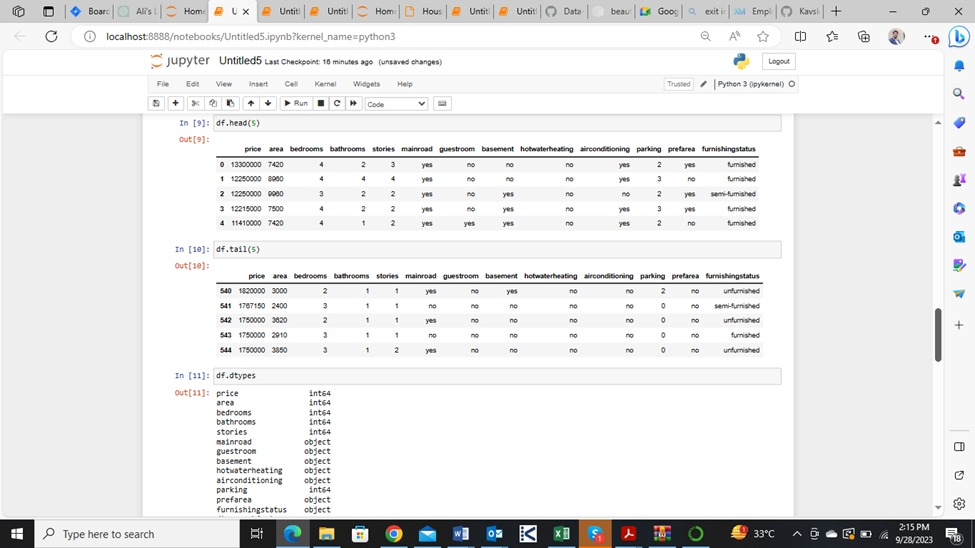 Board
Ali's L
Home
U
Untitl
Untitl
Home
Hous
Untitl
Untitl
Data-
beaut
Goog
exit in
Empl
Kavsk
localhost:8888/notebooks/Untitled5.ipynb?kernel_name=python3
jupyter Untitled5 Last Checkpoint: 16 minutes ago (unsaved changes)
Logout
File Edit View Insert Cell Kernel Widgets Help
Trusted Python 3 (ipykernel)
Run Code
In [9]: df.head(5)
Out[9]:
price area bedrooms bathrooms stories mainroad guestroom basement hotwaterheating airconditioning parking prefarea furnishingstatus
0 13300000 7420 4 2 3 yes no no no yes 2 yes furnished
1 12250000 8960 4 4 4 yes no no no yes 3 no furnished
2 12250000 9960 3 2 2 yes no yes no no 2 yes semi-furnished
3 12215000 7500 4 2 2 yes no yes no yes 3 yes furnished
4 11410000 7420 4 1 2 yes yes yes no yes 2 no furnished
In [10]: df.tail(5)
Out[10]:
price area bedrooms bathrooms stories mainroad guestroom basement hotwaterheating airconditioning parking prefarea furnishingstatus
540 1820000 3000 2 1 1 yes no yes no no 2 no unfurnished
541 1767150 2400 3 1 1 no no no no no 0 no semi-furnished
542 1750000 3620 2 1 1 yes no no no no 0 no unfurnished
543 1750000 2910 3 1 1 no no no no no 0 no furnished
544 1750000 3850 3 1 2 yes no no no no 0 no unfurnished
In [11]: df.dtypes
Out[11]: price int64
area int64
bedrooms int64
bathrooms int64
stories int64
mainroad object
guestroom object
basement object
hotwaterheating object
airconditioning object
parking int64
prefarea object
furnishingstatus object
Type here to search
33°C
2:15 PM
9/28/2023
18